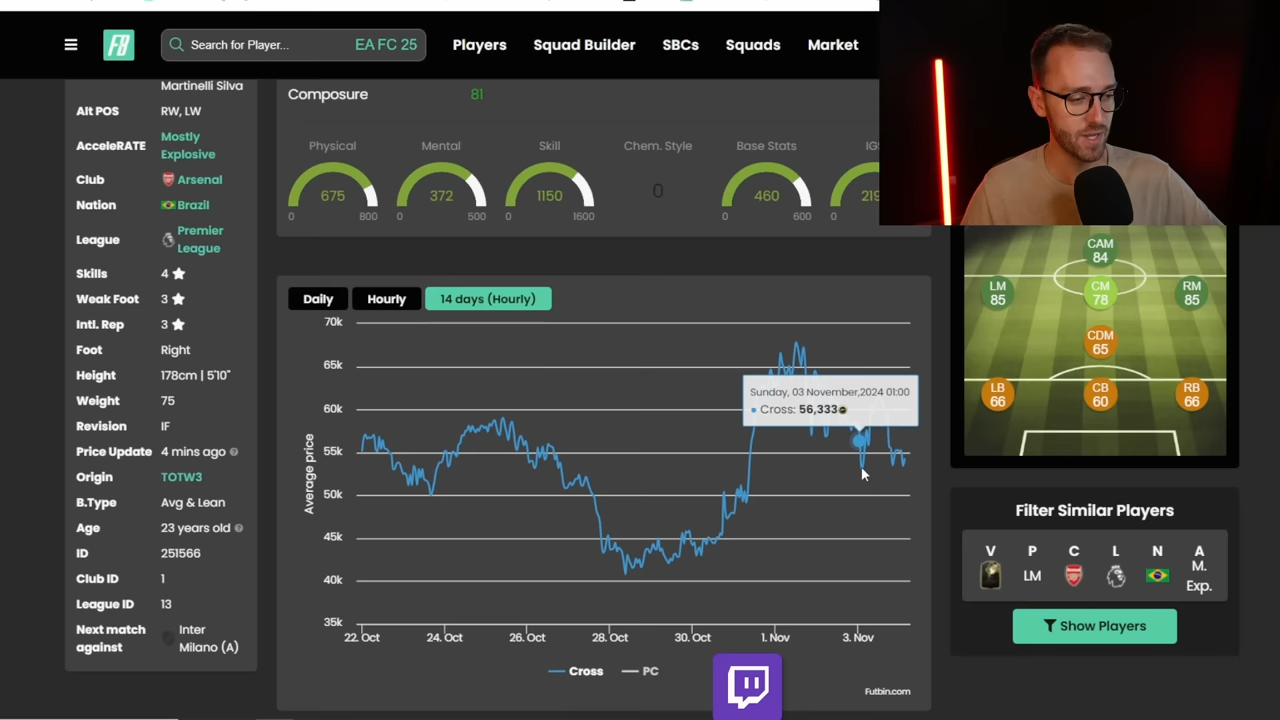 FB
Search for Player...
EA FC 25
Players
Squad Builder
SBCs
Squads
Market
Martinelli Silva
Alt POS RW, LW
AcceleRATE Mostly
Explosive
Club Arsenal
Nation Brazil
League Premier
League
Skills 4
Weak Foot 3
Intl. Rep 3
Foot Right
Height 178cm | 5'10"
Weight 75
Revision IF
Price Update 4 mins ago
Origin TOTW3
B.Type Avg & Lean
Age 23 years old
ID 251566
Club ID 1
League ID 13
Next match Inter
against Milano (A)
Composure 81
Physical Mental Skill Chem. Style Base Stats IGS
675 372 1150 0 460 219
0 800 0 500 0 1600 0 600 0
Daily Hourly 14 days (Hourly)
70k
65k
60k
55k
50k
45k
40k
35k
Average price
Sunday, 03 November,2024 01:00
Cross: 56,333
22. Oct 24. Oct 26. Oct 28. Oct 30. Oct 1. Nov 3. Nov
Cross PC
Futbin.com
CAM
84
LM
85
CM
78
RM
85
CDM
65
LB
66
CB
60
RB
66
Filter Similar Players
V P C L N A
LM M.
Exp.
Show Players